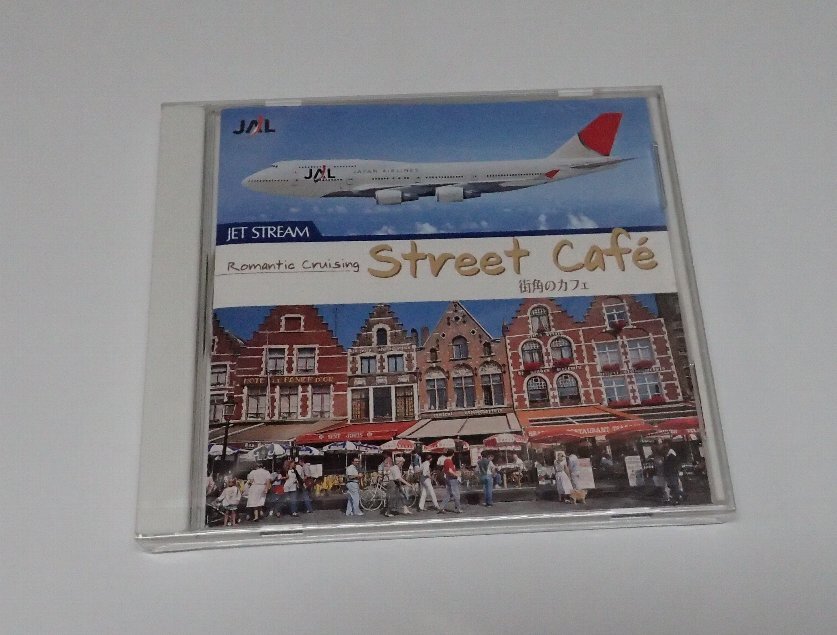 JAL
JAL JAPAN AIRLINES
JET STREAM
Romantic Cruising
Street Café
街角のカフェ